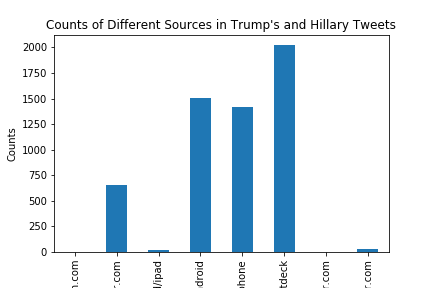 Counts of Different Sources in Trump's and Hillary Tweets
2000
1750
1500
1250
1000
750
500
250
0
Counts
n.com
r.com
l/ipad
droid
phone
tdeck
r.com
r.com